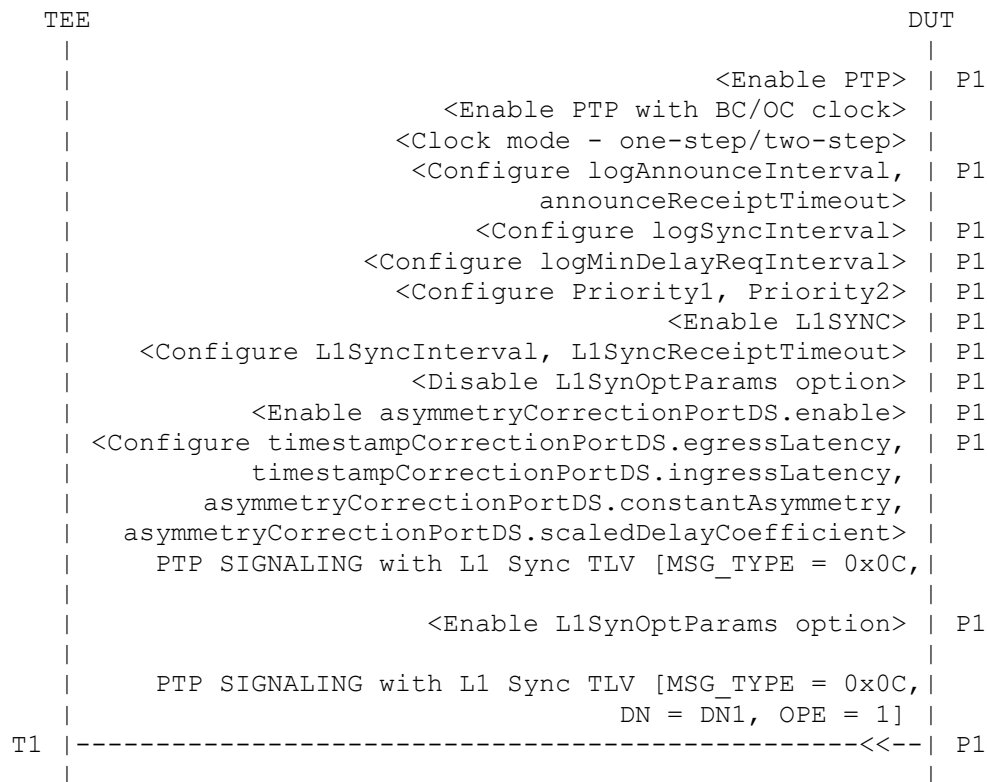 TEE DUT
| |
| <Enable PTP> | P1
| <Enable PTP with BC/OC clock> |
| <Clock mode - one-step/two-step> |
| <Configure logAnnounceInterval, | P1
| announceReceiptTimeout> |
| <Configure logSyncInterval> | P1
| <Configure logMinDelayReqInterval> | P1
| <Configure Priority1, Priority2> | P1
| <Enable L1SYNC> | P1
| <Configure L1SyncInterval, L1SyncReceiptTimeout> | P1
| <Disable L1SynOptParams option> | P1
| <Enable asymmetryCorrectionPortDS.enable> | P1
| <Configure timestampCorrectionPortDS.egressLatency, | P1
| timestampCorrectionPortDS.ingressLatency, |
| asymmetryCorrectionPortDS.constantAsymmetry, |
| asymmetryCorrectionPortDS.scaledDelayCoefficient> |
| PTP SIGNALING with L1 Sync TLV [MSG_TYPE = 0x0C,|
| |
| <Enable L1SynOptParams option> | P1
| |
| PTP SIGNALING with L1 Sync TLV [MSG_TYPE = 0x0C,|
| DN = DN1, OPE = 1] |
T1 |-------------------------------------------------<<--| P1
| |